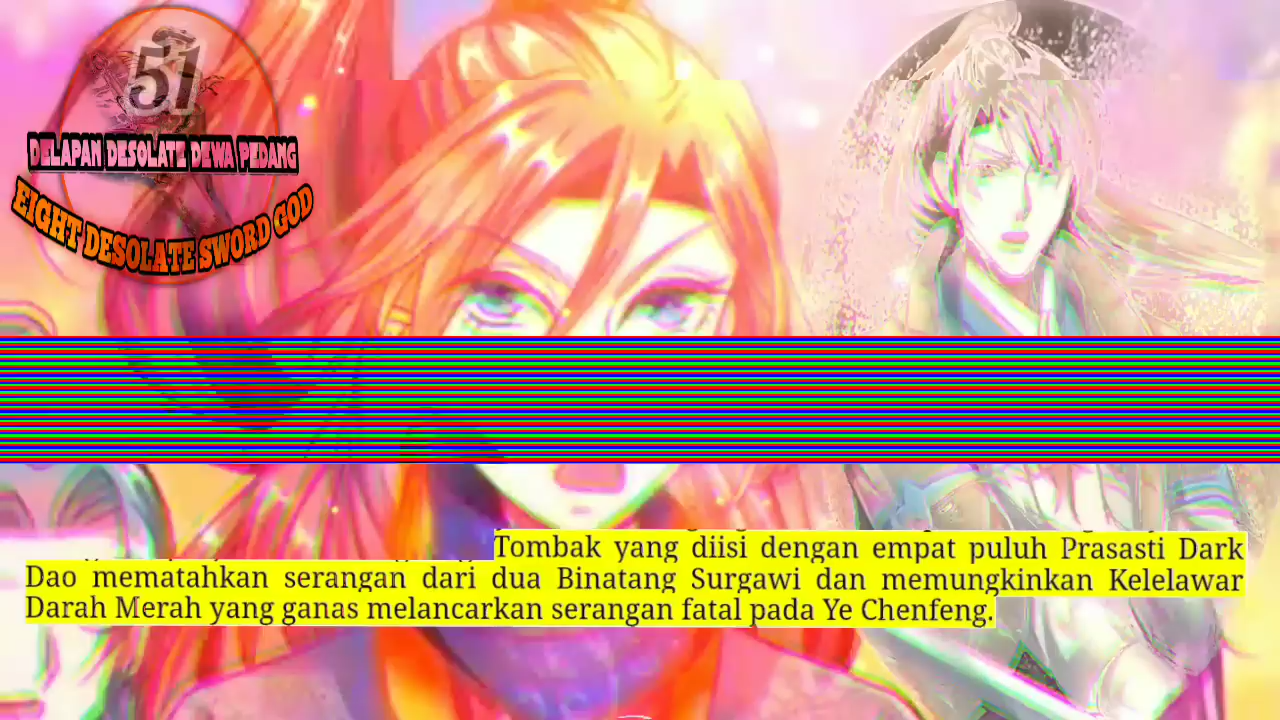 51
DELAPAN DESOLATE DEWA PEDANG
EIGHT DESOLATE SWORD GOD
Tombak yang diisi dengan empat puluh Prasasti Dark
Dao mematahkan serangan dari dua Binatang Surgawi dan memungkinkan Kelelawar
Darah Merah yang ganas melancarkan serangan fatal pada Ye Chenfeng.